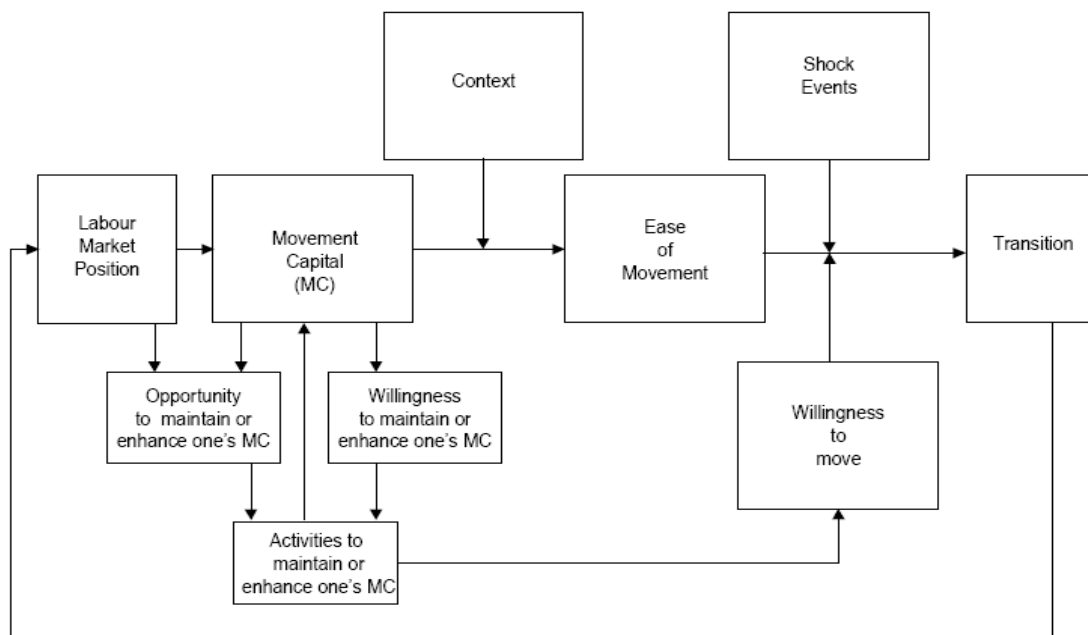 Context
Shock
Events
Labour
Market
Position
Movement
Capital
(MC)
Ease
of
Movement
Transition
Opportunity
to maintain or
enhance one's MC
Willingness
to maintain or
enhance one's MC
Willingness
to
move
Activities to
maintain or
enhance one's MC